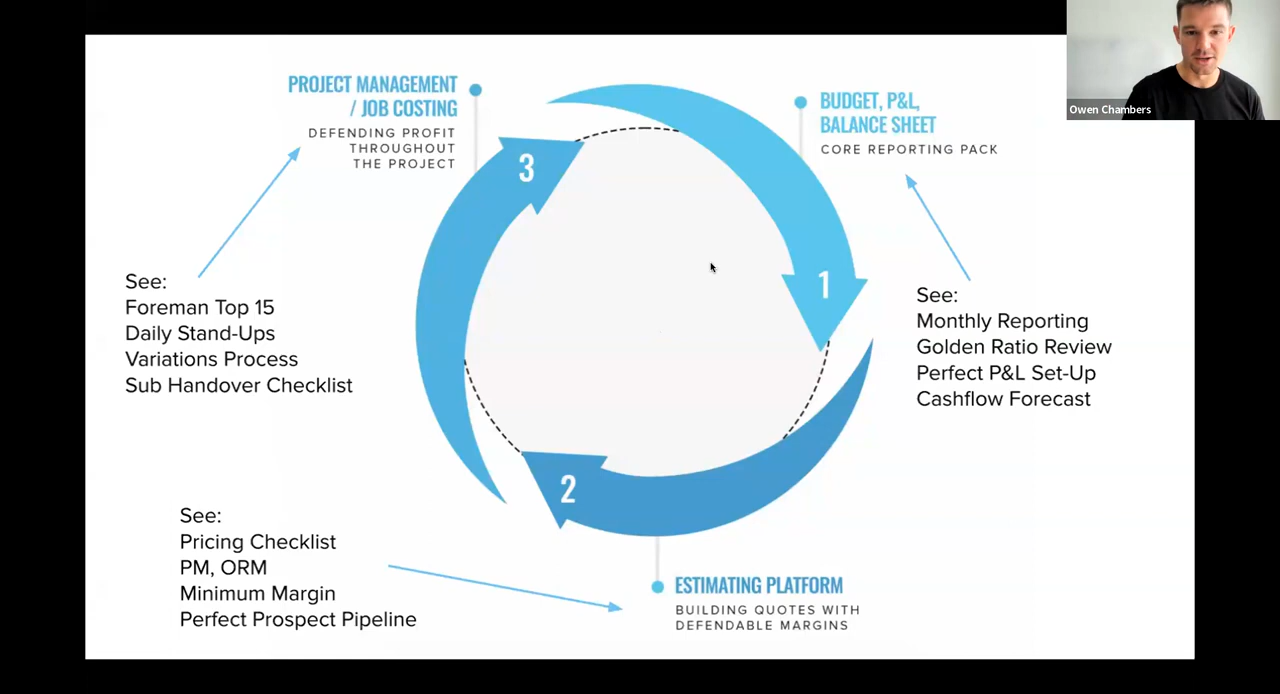 PROJECT MANAGEMENT
/ JOB COSTING
DEFENDING PROFIT
THROUGHOUT
THE PROJECT
BUDGET, P&L,
BALANCE SHEET
CORE REPORTING PACK
Owen Chambers
3
1
2
See:
Foreman Top 15
Daily Stand-Ups
Variations Process
Sub Handover Checklist
See:
Monthly Reporting
Golden Ratio Review
Perfect P&L Set-Up
Cashflow Forecast
See:
Pricing Checklist
PM, ORM
Minimum Margin
Perfect Prospect Pipeline
ESTIMATING PLATFORM
BUILDING QUOTES WITH
DEFENDABLE MARGINS